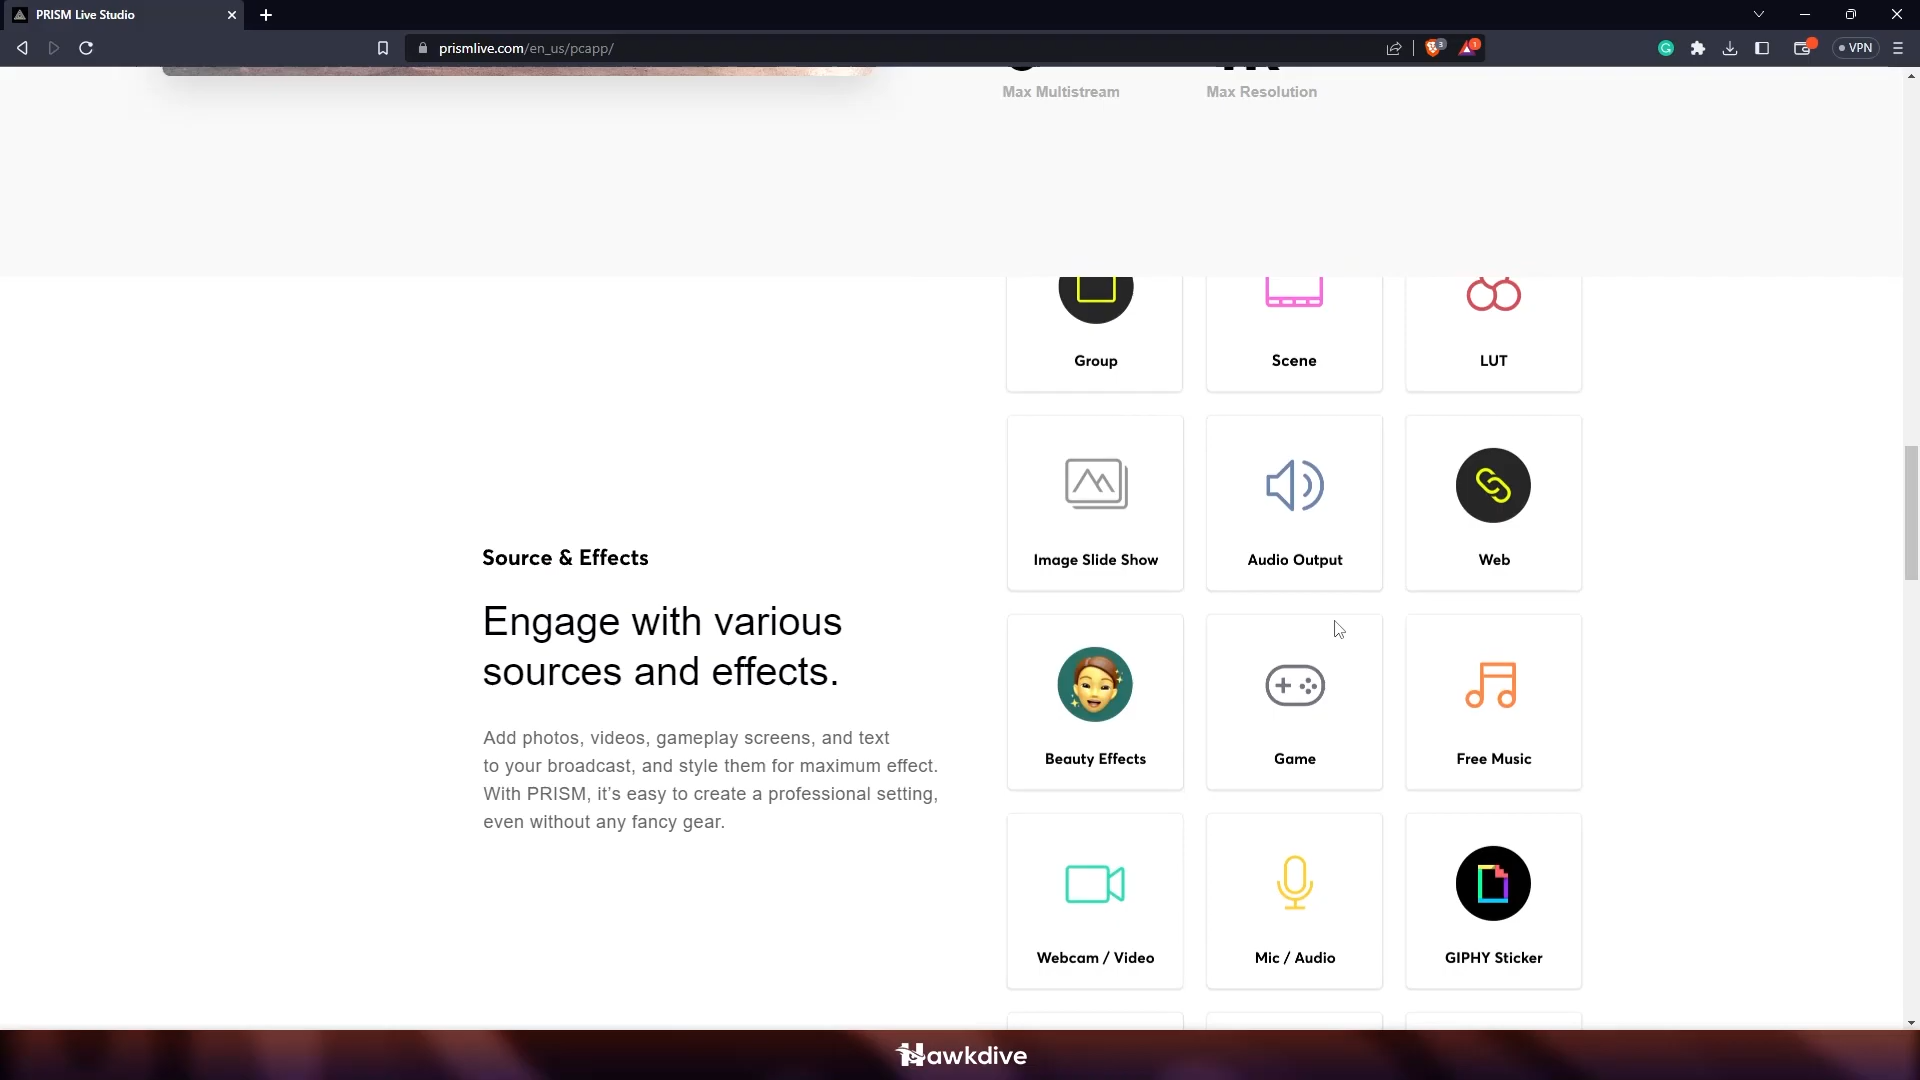 PRISM Live Studio
prismlive.com/en_us/pcapp/
3
1
VPN
Max Multistream
Max Resolution
Group
Scene
LUT
Image Slide Show
Audio Output
Web
Source & Effects
Engage with various
sources and effects.
Add photos, videos, gameplay screens, and text
to your broadcast, and style them for maximum effect.
With PRISM, it's easy to create a professional setting,
even without any fancy gear.
Beauty Effects
Game
Free Music
Webcam / Video
Mic / Audio
GIPHY Sticker
Hawkdive